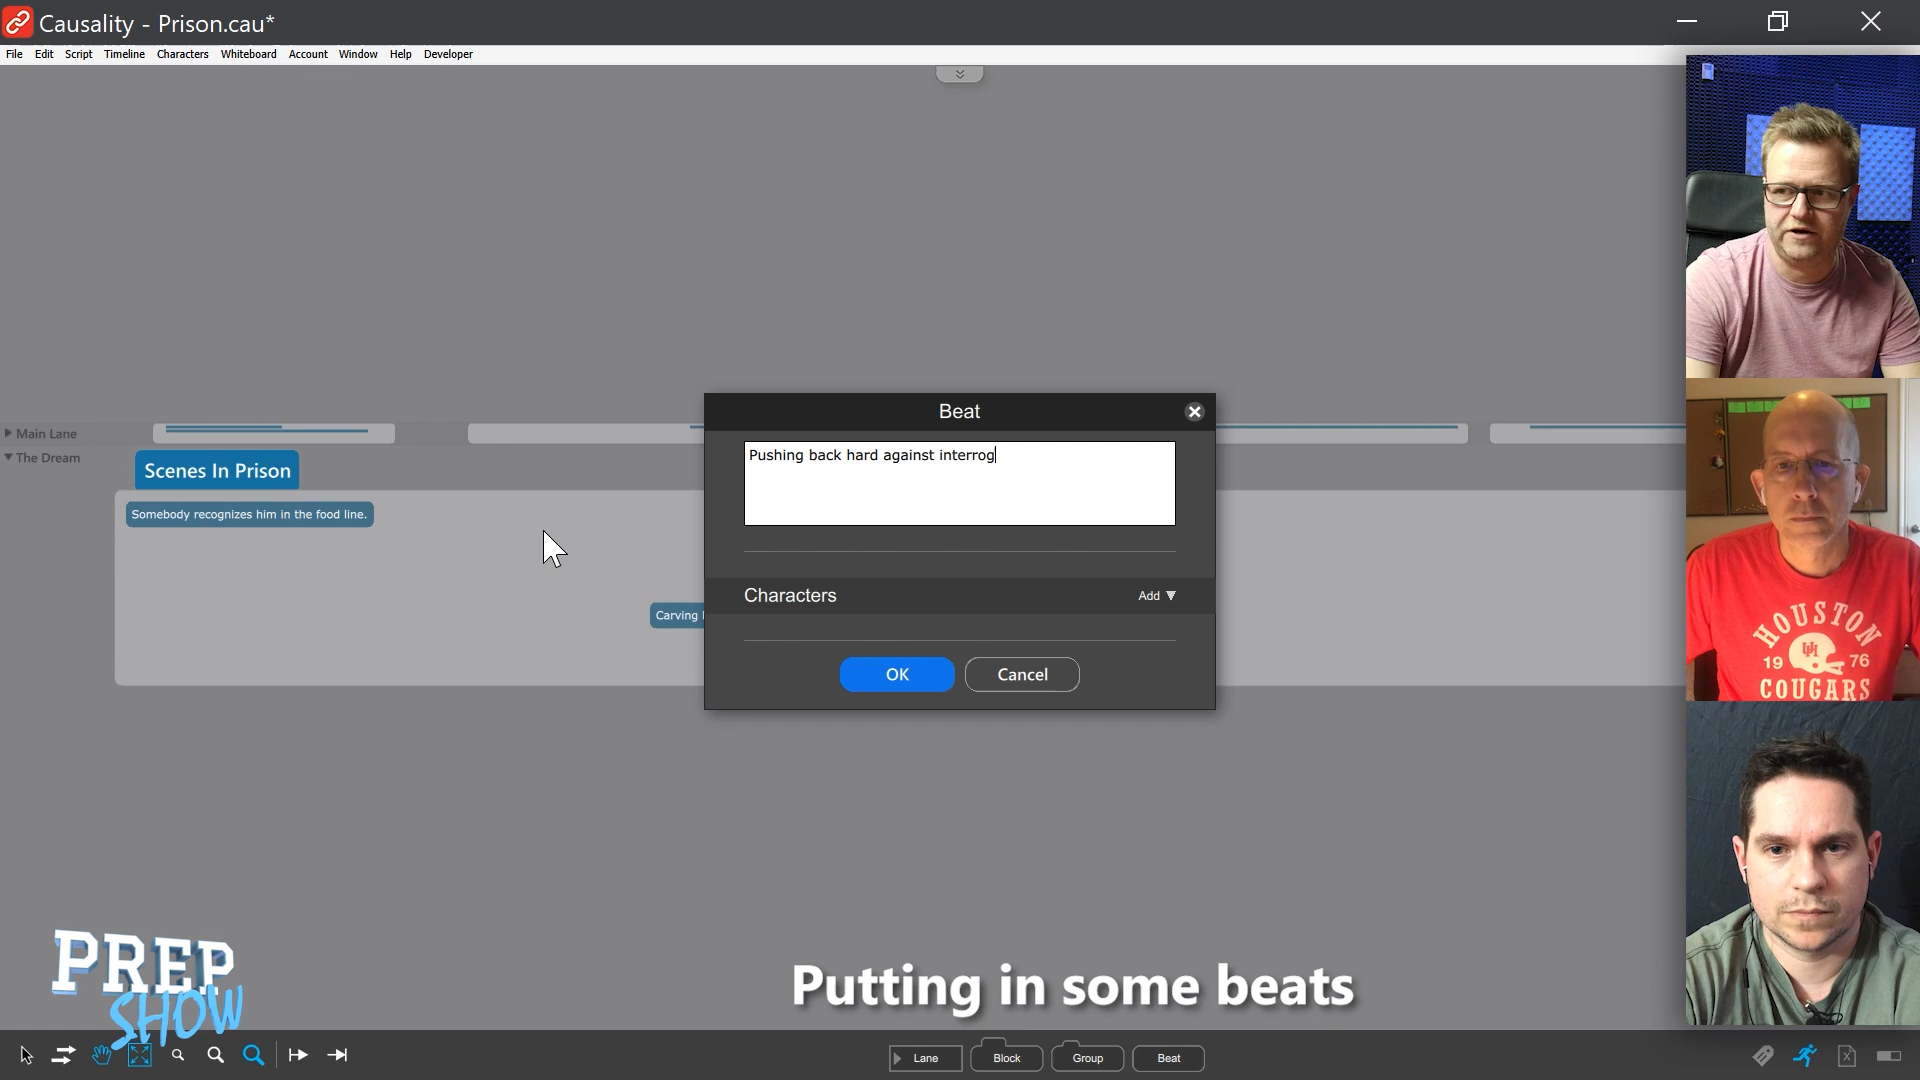 Causality - Prison.cau*
File Edit Script Timeline Characters Whiteboard Account Window Help Developer
Main Lane
The Dream
Scenes In Prison
Somebody recognizes him in the food line.
Carving
Beat
Pushing back hard against interrog
Characters
Add
OK
Cancel
HOUSTON
UH
19 76
COUGARS
PREP
SHOW
Putting in some beats
Lane
Block
Group
Beat